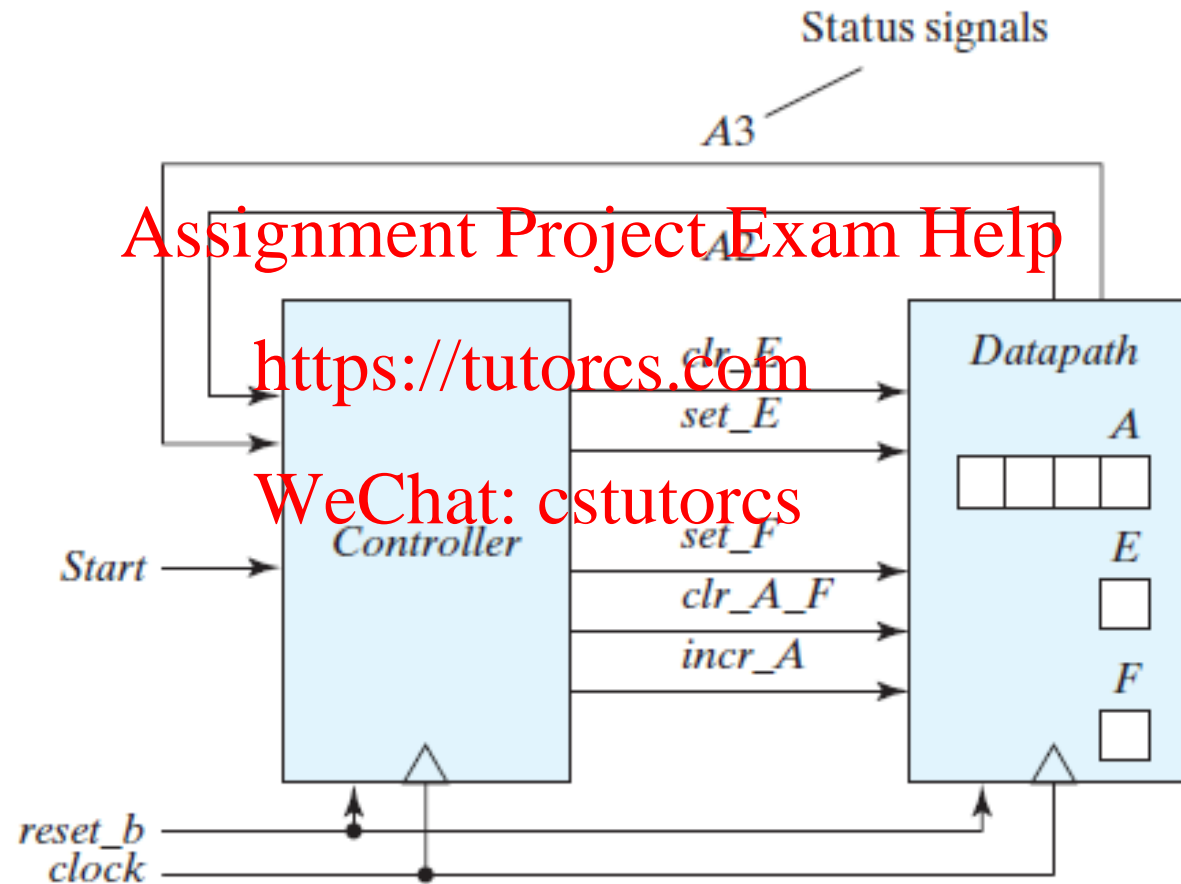 Status signals
A3
Assignment Project Exam Help
A2
https://tutorcs.com
clr_E
Datapath
set_E
A
WeChat: cstutorcs
Controller
set_F
E
Start
clr_A_F
incr_A
F
reset_b
clock